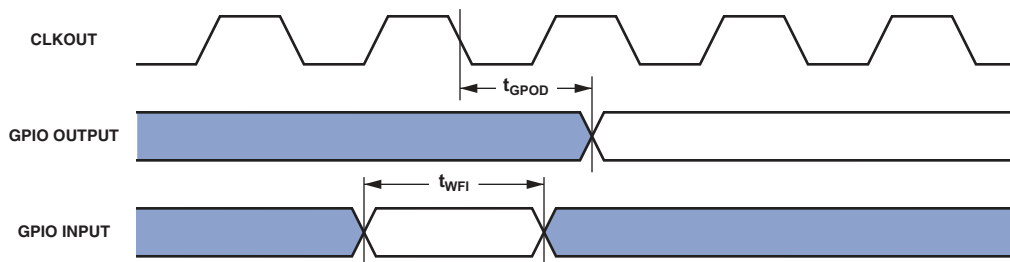 CLKOUT
tGPOD
GPIO OUTPUT
tWFI
GPIO INPUT